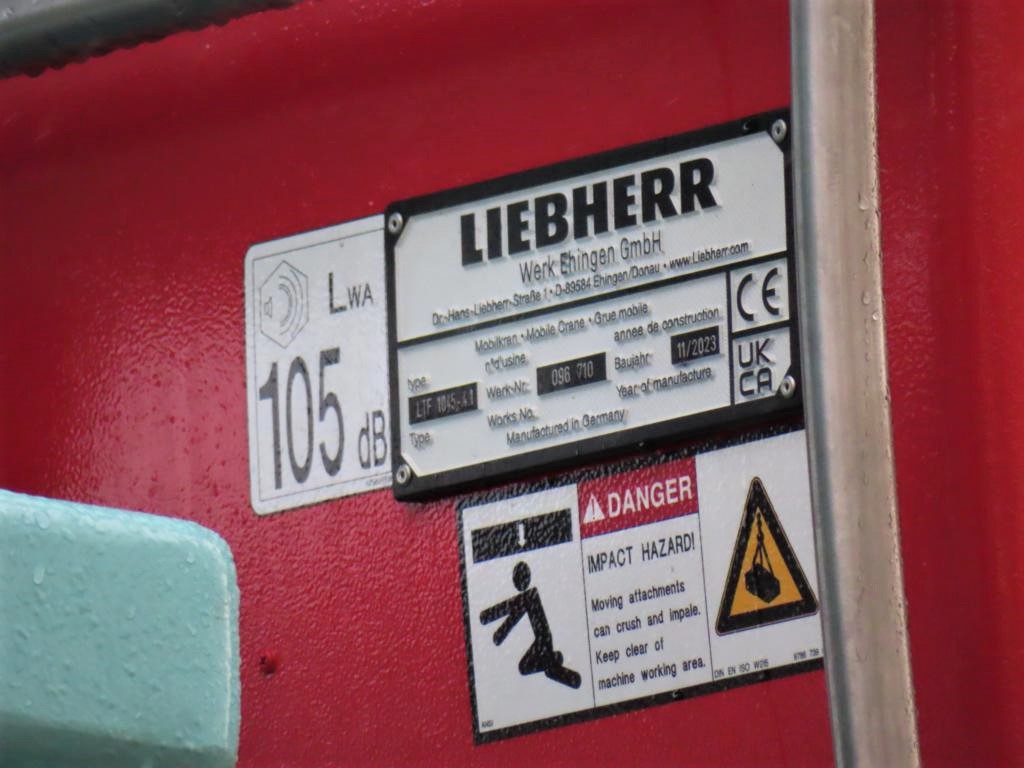 LWA
105 dB
LIEBHERR
Werk Ehingen GmbH
Dr.-Hans-Liebherr-Straße 1 • D-89584 Ehingen/Donau • www.Liebherr.com
Mobilkran • Mobile Crane • Grue mobile
type
LTF 1045-4.1
Type
n°d'usine
Werk-Nr.
096 710
Works No.
annee de construction
Baujahr
11/2023
Year of manufacture
Manufactured in Germany
CE
UK
CA
DANGER
IMPACT HAZARD!
Moving attachments
can crush and impale.
Keep clear of
machine working area.
DIN EN ISO